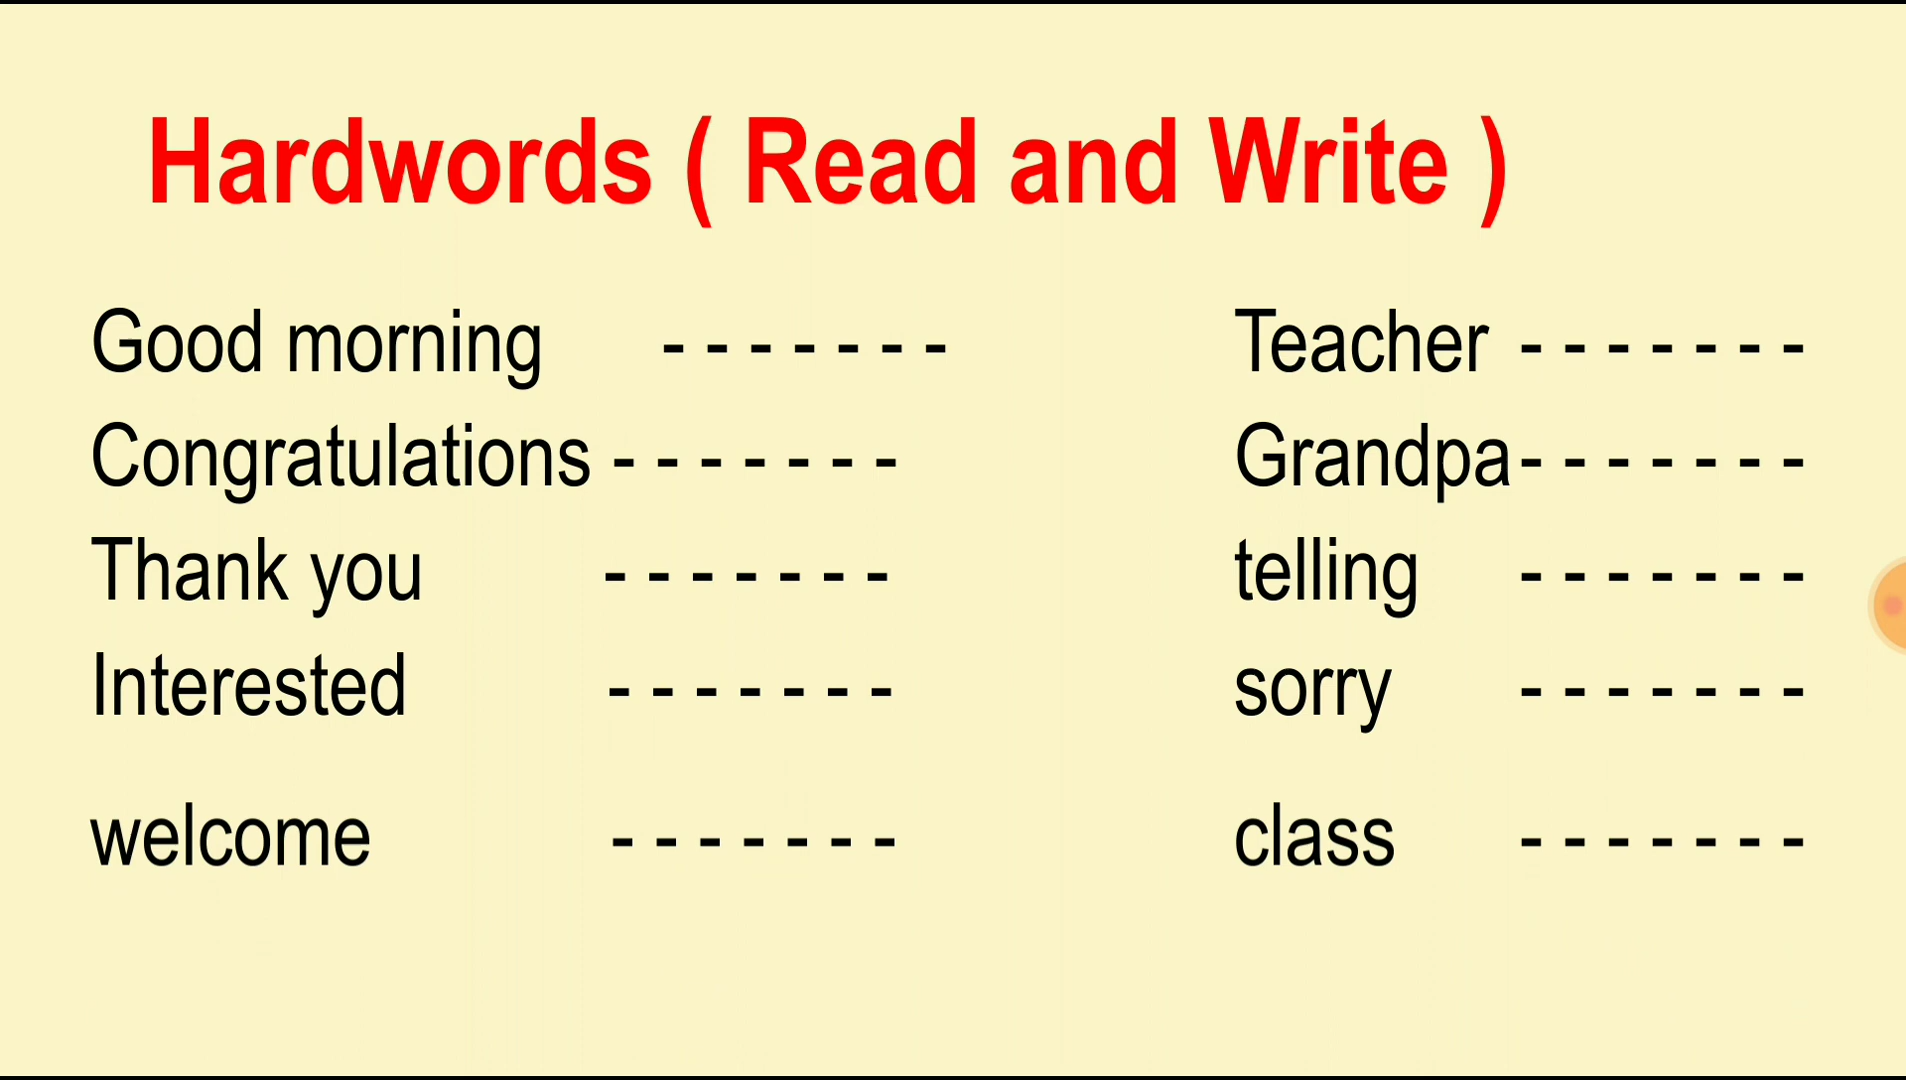 Hardwords ( Read and Write )
Good morning - - - - - - - Teacher - - - - - - -
Congratulations - - - - - - - Grandpa- - - - - - -
Thank you - - - - - - - telling - - - - - - -
Interested - - - - - - - sorry - - - - - - -
welcome - - - - - - - class - - - - - - -